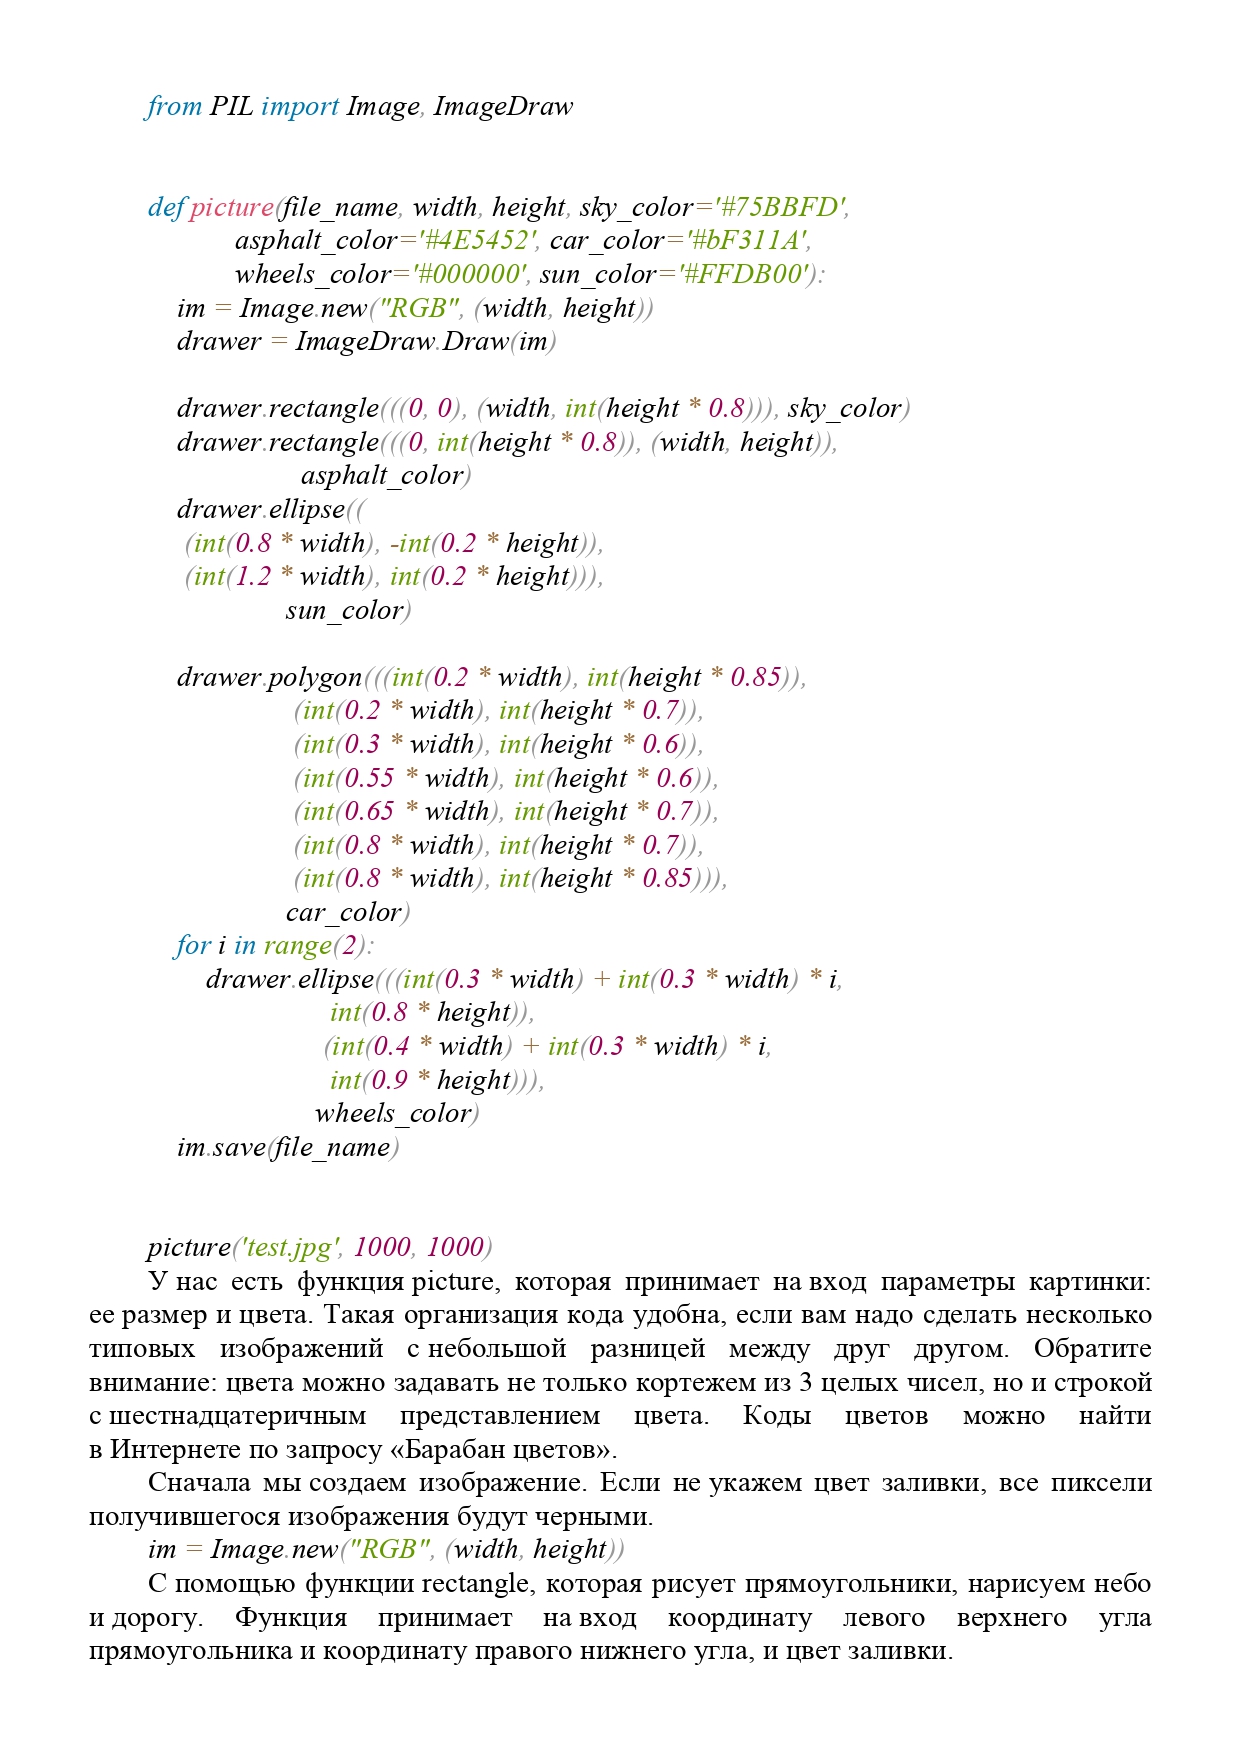 from PIL import Image, ImageDraw
def picture(file_name, width, height, sky_color='#75BBFD',
asphalt_color='#4E5452', car_color='#bF311A',
wheels_color='#000000', sun_color='#FFDB00'):
im = Image.new("RGB", (width, height))
drawer = ImageDraw.Draw(im)
drawer.rectangle(((0, 0), (width, int(height * 0.8))), sky_color)
drawer.rectangle(((0, int(height * 0.8)), (width, height)),
asphalt_color)
drawer.ellipse((
(int(0.8 * width), -int(0.2 * height)),
(int(1.2 * width), int(0.2 * height))),
sun_color)
drawer.polygon(((int(0.2 * width), int(height * 0.85)),
(int(0.2 * width), int(height * 0.7)),
(int(0.3 * width), int(height * 0.6)),
(int(0.55 * width), int(height * 0.6)),
(int(0.65 * width), int(height * 0.7)),
(int(0.8 * width), int(height * 0.7)),
(int(0.8 * width), int(height * 0.85))),
car_color)
for i in range(2):
drawer.ellipse(((int(0.3 * width) + int(0.3 * width) * i,
int(0.8 * height)),
(int(0.4 * width) + int(0.3 * width) * i,
int(0.9 * height))),
wheels_color)
im.save(file_name)
picture('test.jpg', 1000, 1000)
У нас есть функция picture, которая принимает на вход параметры картинки:
ее размер и цвета. Такая организация кода удобна, если вам надо сделать несколько
типовых изображений с небольшой разницей между друг другом. Обратите
внимание: цвета можно задавать не только кортежем из 3 целых чисел, но и строкой
с шестнадцатеричным представлением цвета. Коды цветов можно найти
в Интернете по запросу «Барабан цветов».
Сначала мы создаем изображение. Если не укажем цвет заливки, все пиксели
получившегося изображения будут черными.
im = Image.new("RGB", (width, height))
С помощью функции rectangle, которая рисует прямоугольники, нарисуем небо
и дорогу. Функция принимает на вход координату левого верхнего угла
прямоугольника и координату правого нижнего угла, и цвет заливки.